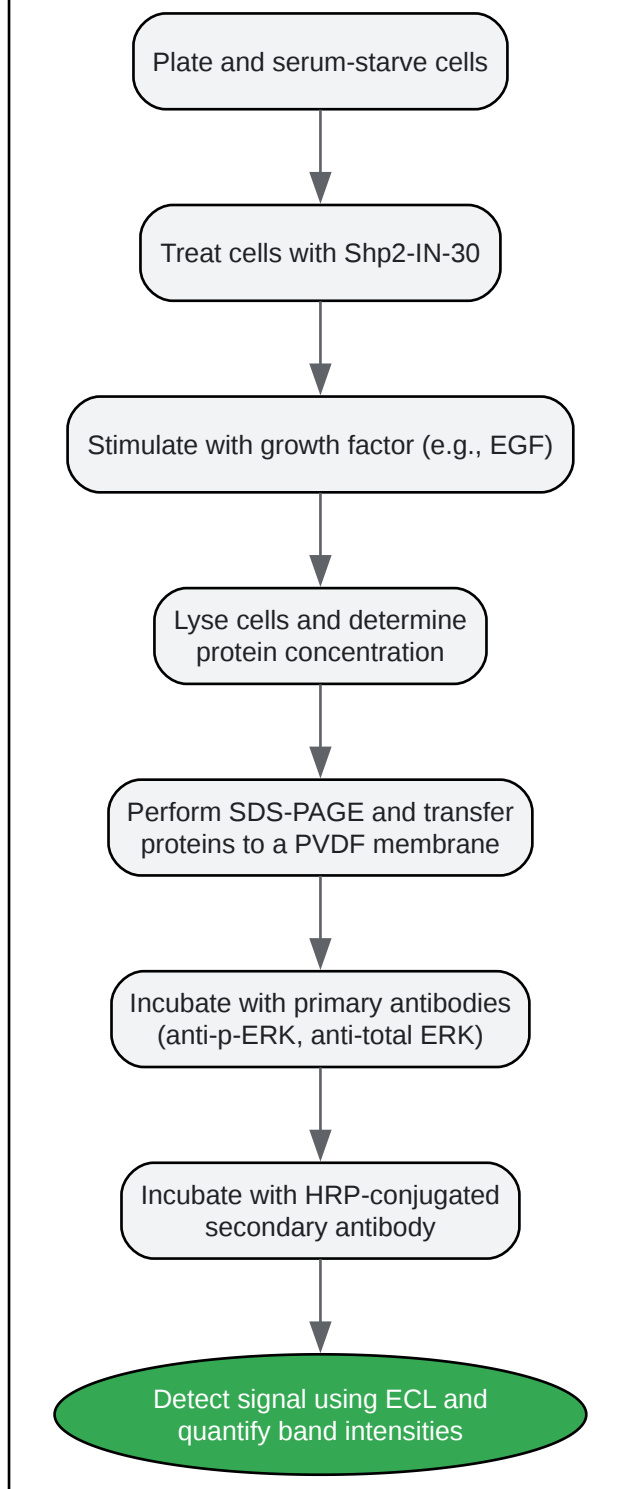 Plate and serum-starve cells
Treat cells with Shp2-IN-30
Stimulate with growth factor (e.g., EGF)
Lyse cells and determine
protein concentration
Perform SDS-PAGE and transfer
proteins to a PVDF membrane
Incubate with primary antibodies
(anti-p-ERK, anti-total ERK)
Incubate with HRP-conjugated
secondary antibody
Detect signal using ECL and
quantify band intensities